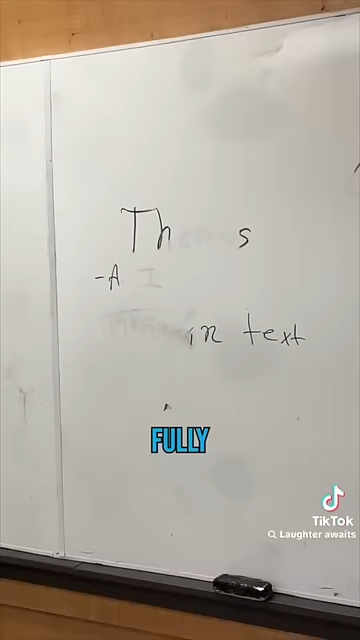 Th s
-A I
in text
FULLY
TikTok
Laughter awaits